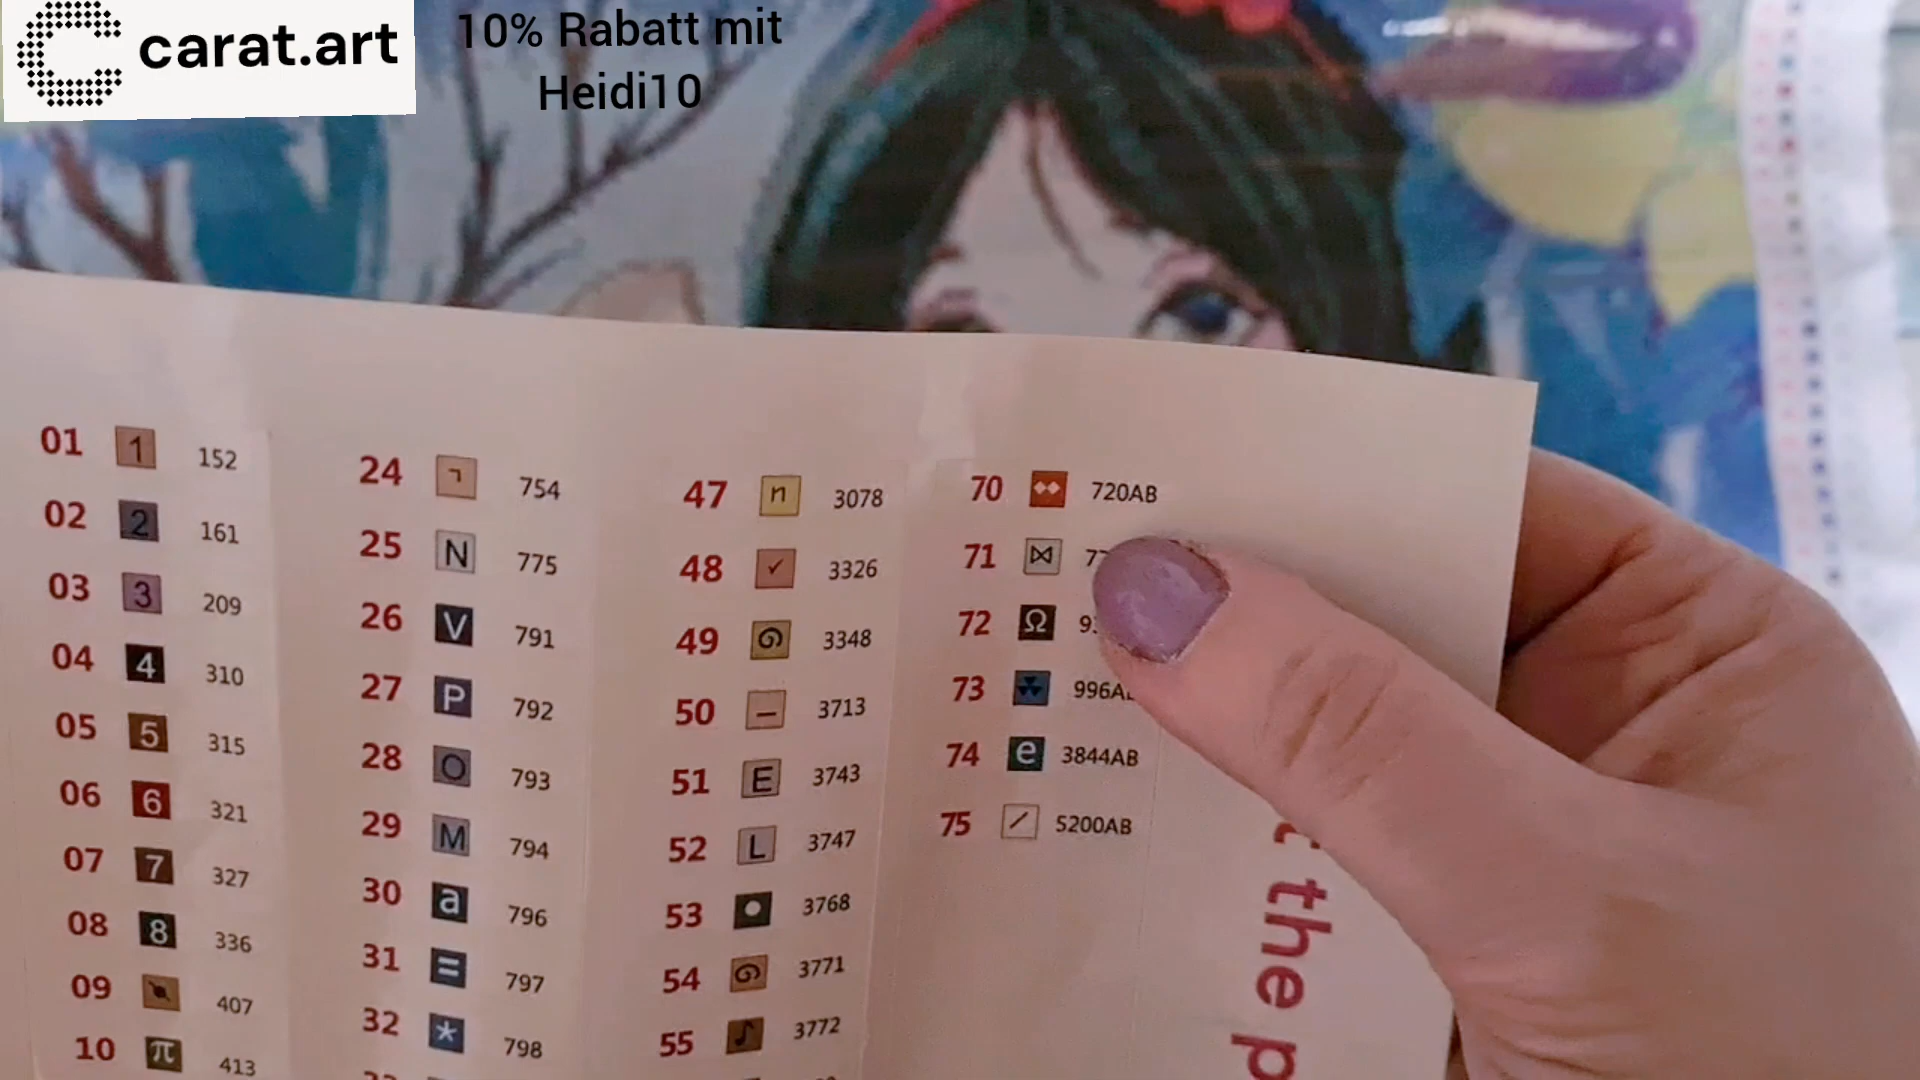 carat.art
10% Rabatt mit
Heidi10
01 1 152
02 2 161
03 3 209
04 4 310
05 5 315
06 6 321
07 7 327
08 8 336
09 407
10 π 413
24 ┐ 754
25 N 775
26 V 791
27 P 792
28 O 793
29 M 794
30 a 796
31 = 797
32 * 798
47 n 3078
48 ✓ 3326
49 3348
50 – 3713
51 E 3743
52 L 3747
53 ● 3768
54 3771
55 ♪ 3772
70 ◆◆ 720AB
71 ⋈
72 Ω
73 996A
74 e 3844AB
75 / 5200AB
the